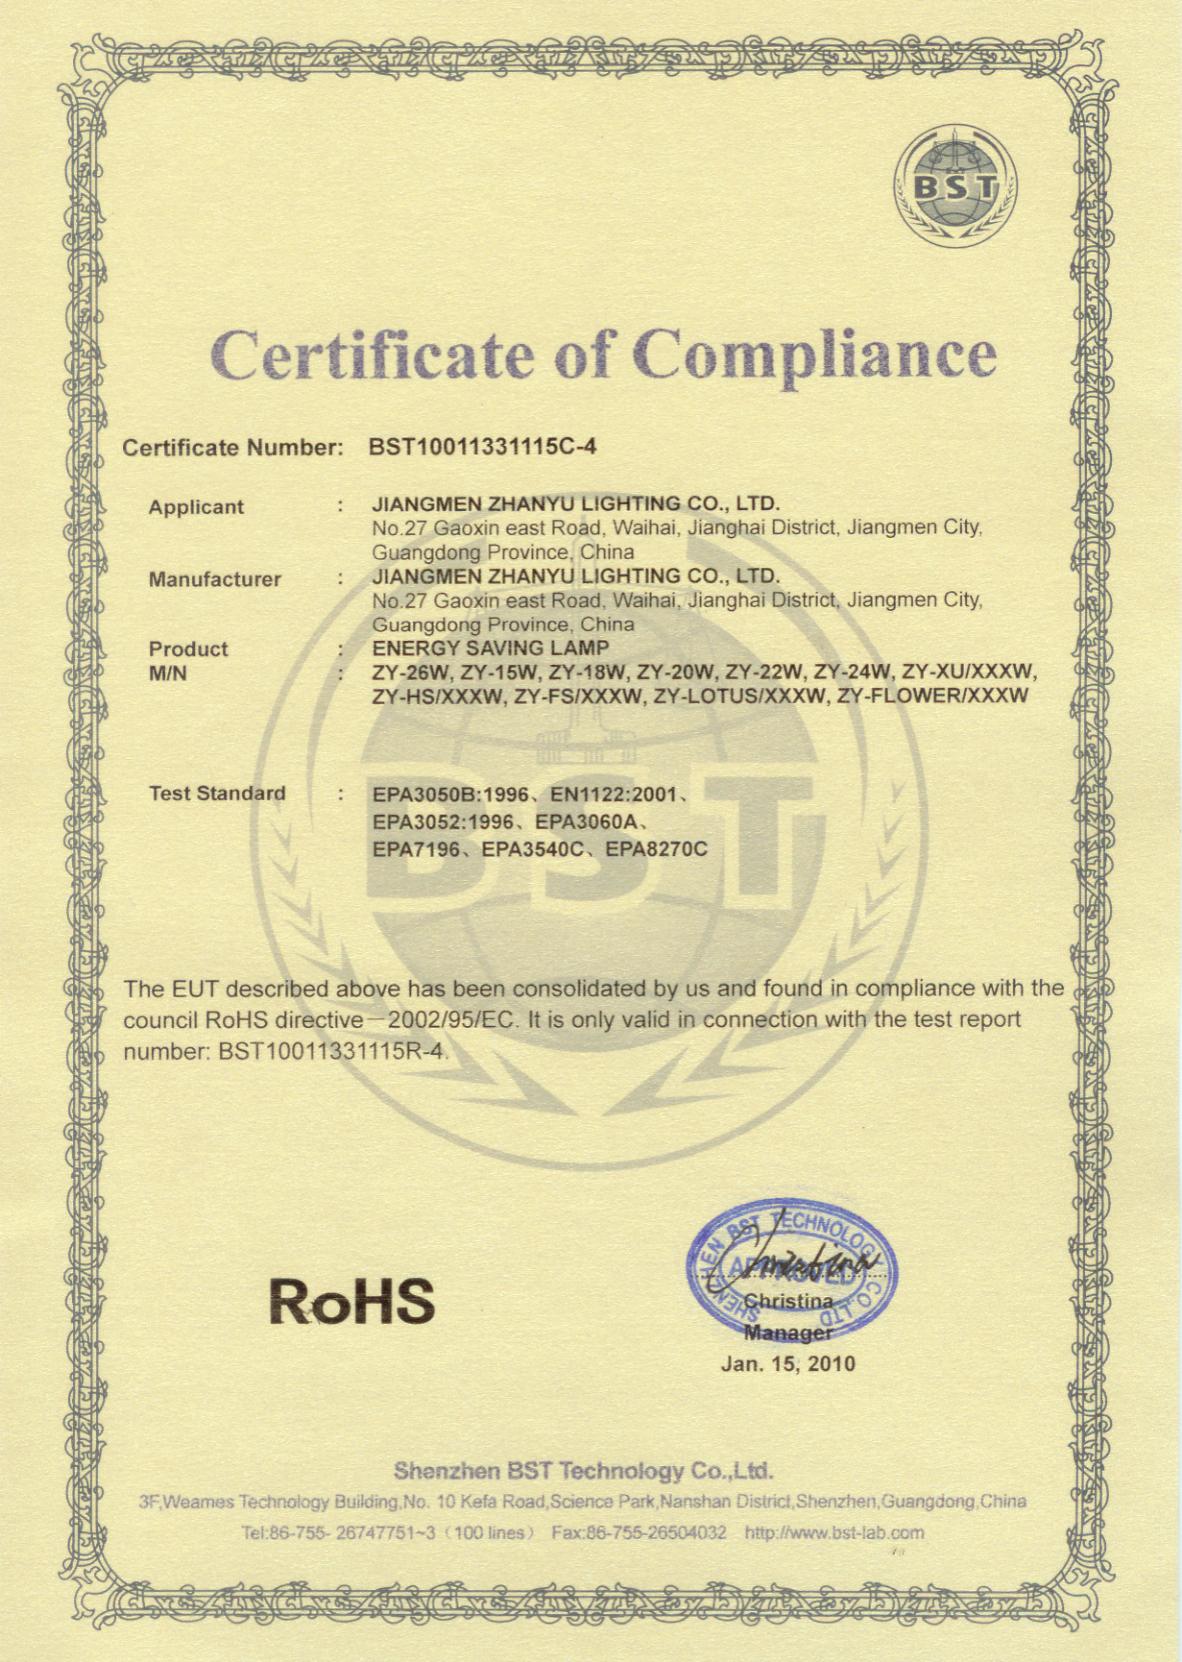 BST
Certificate of Compliance
Certificate Number: BST10011331115C-4
Applicant : JIANGMEN ZHANYU LIGHTING CO., LTD.
No.27 Gaoxin east Road, Waihai, Jianghai District, Jiangmen City,
Guangdong Province, China
Manufacturer : JIANGMEN ZHANYU LIGHTING CO., LTD.
No.27 Gaoxin east Road, Waihai, Jianghai District, Jiangmen City,
Guangdong Province, China
Product : ENERGY SAVING LAMP
M/N : ZY-26W, ZY-15W, ZY-18W, ZY-20W, ZY-22W, ZY-24W, ZY-XU/XXXW,
ZY-HS/XXXW, ZY-FS/XXXW, ZY-LOTUS/XXXW, ZY-FLOWER/XXXW
Test Standard : EPA3050B:1996、EN1122:2001、
EPA3052:1996、EPA3060A、
EPA7196、EPA3540C、EPA8270C
BST
The EUT described above has been consolidated by us and found in compliance with the
council RoHS directive—2002/95/EC. It is only valid in connection with the test report
number: BST10011331115R-4.
SHENZHEN BST TECHNOLOGY CO.,LTD
APPROVED
Christina
RoHS
Christina
Manager
Jan. 15, 2010
Shenzhen BST Technology Co.,Ltd.
3F,Weames Technology Building,No. 10 Kefa Road,Science Park,Nanshan District,Shenzhen,Guangdong,China
Tel:86-755- 26747751~3（100 lines） Fax:86-755-26504032 http://www.bst-lab.com